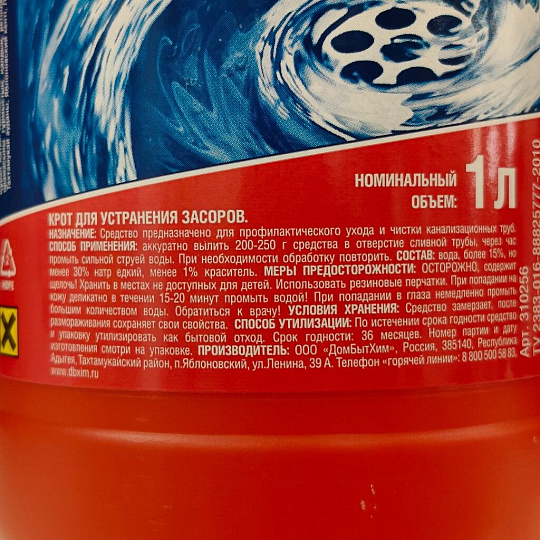 НОМИНАЛЬНЫЙ
ОБЪЕМ: 1 л
КРОТ ДЛЯ УСТРАНЕНИЯ ЗАСОРОВ.
НАЗНАЧЕНИЕ: Средство предназначено для профилактического ухода и чистки канализационных труб.
СПОСОБ ПРИМЕНЕНИЯ: аккуратно вылить 200-250 г средства в отверстие сливной трубы, через час
промыть сильной струей воды. При необходимости обработку повторить. СОСТАВ: вода, более 15%, но
менее 30% натр едкий, менее 1% краситель. МЕРЫ ПРЕДОСТОРОЖНОСТИ: ОСТОРОЖНО, содержит
щелочь! Хранить в местах не доступных для детей. Использовать резиновые перчатки. При попадании на
кожу деликатно в течении 15-20 минут промыть водой! При попадании в глаза немедленно промыть
большим количеством воды. Обратиться к врачу! УСЛОВИЯ ХРАНЕНИЯ: Средство замерзает, после
размораживания сохраняет свои свойства. СПОСОБ УТИЛИЗАЦИИ: По истечении срока годности средство
и упаковку утилизировать как бытовой отход. Срок годности: 36 месяцев. Номер партии и дату
изготовления смотри на упаковке. ПРОИЗВОДИТЕЛЬ: ООО «ДомБытХим», Россия, 385140, Республика
Адыгея, Тахтамукайский район, п.Яблоновский, ул.Ленина, 39 А. Телефон «горячей линии»: 8 800 500 58 83.
www.dbxim.ru
Арт. 310256
ТУ 2382-016-88825777-2010